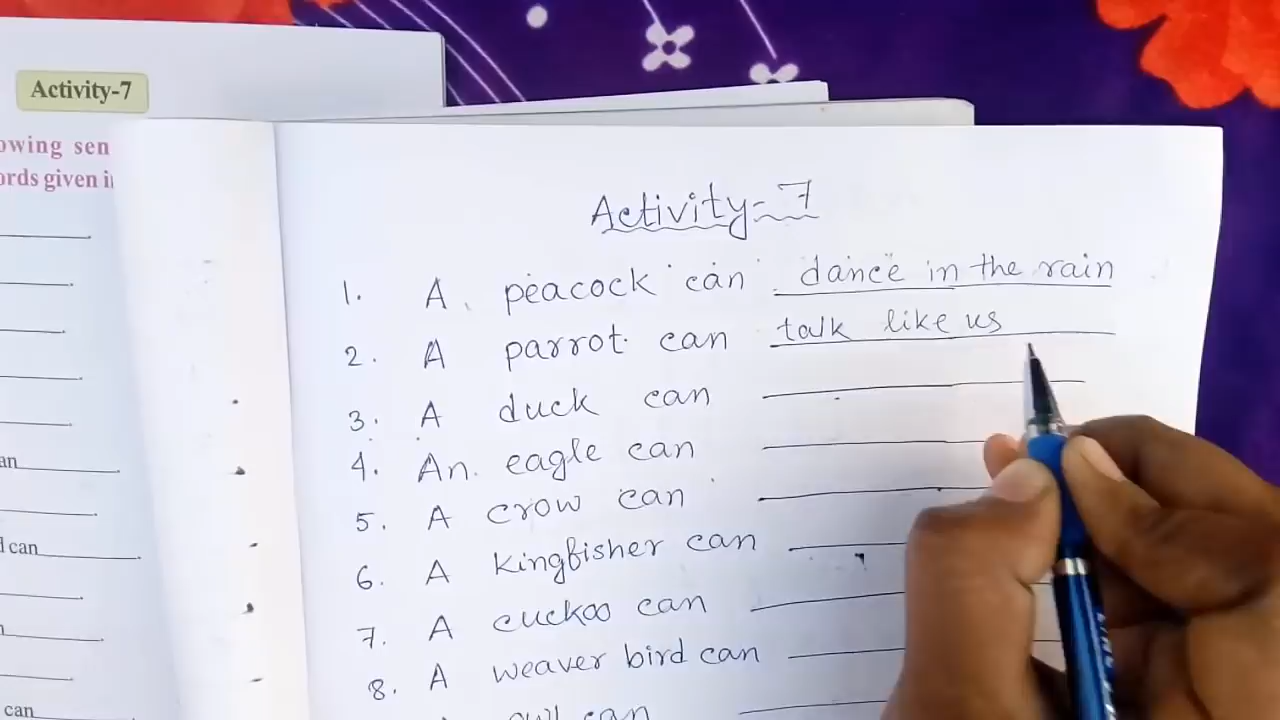 Activity-7
owing sen
ords given i
an
d can
can
Activity-7
1. A peacock can dance in the rain
2. A parrot can talk like us
3. A duck can
4. An eagle can
5. A crow can
6. A kingfisher can
7. A cuckoo can
8. A weaver bird can
owl can